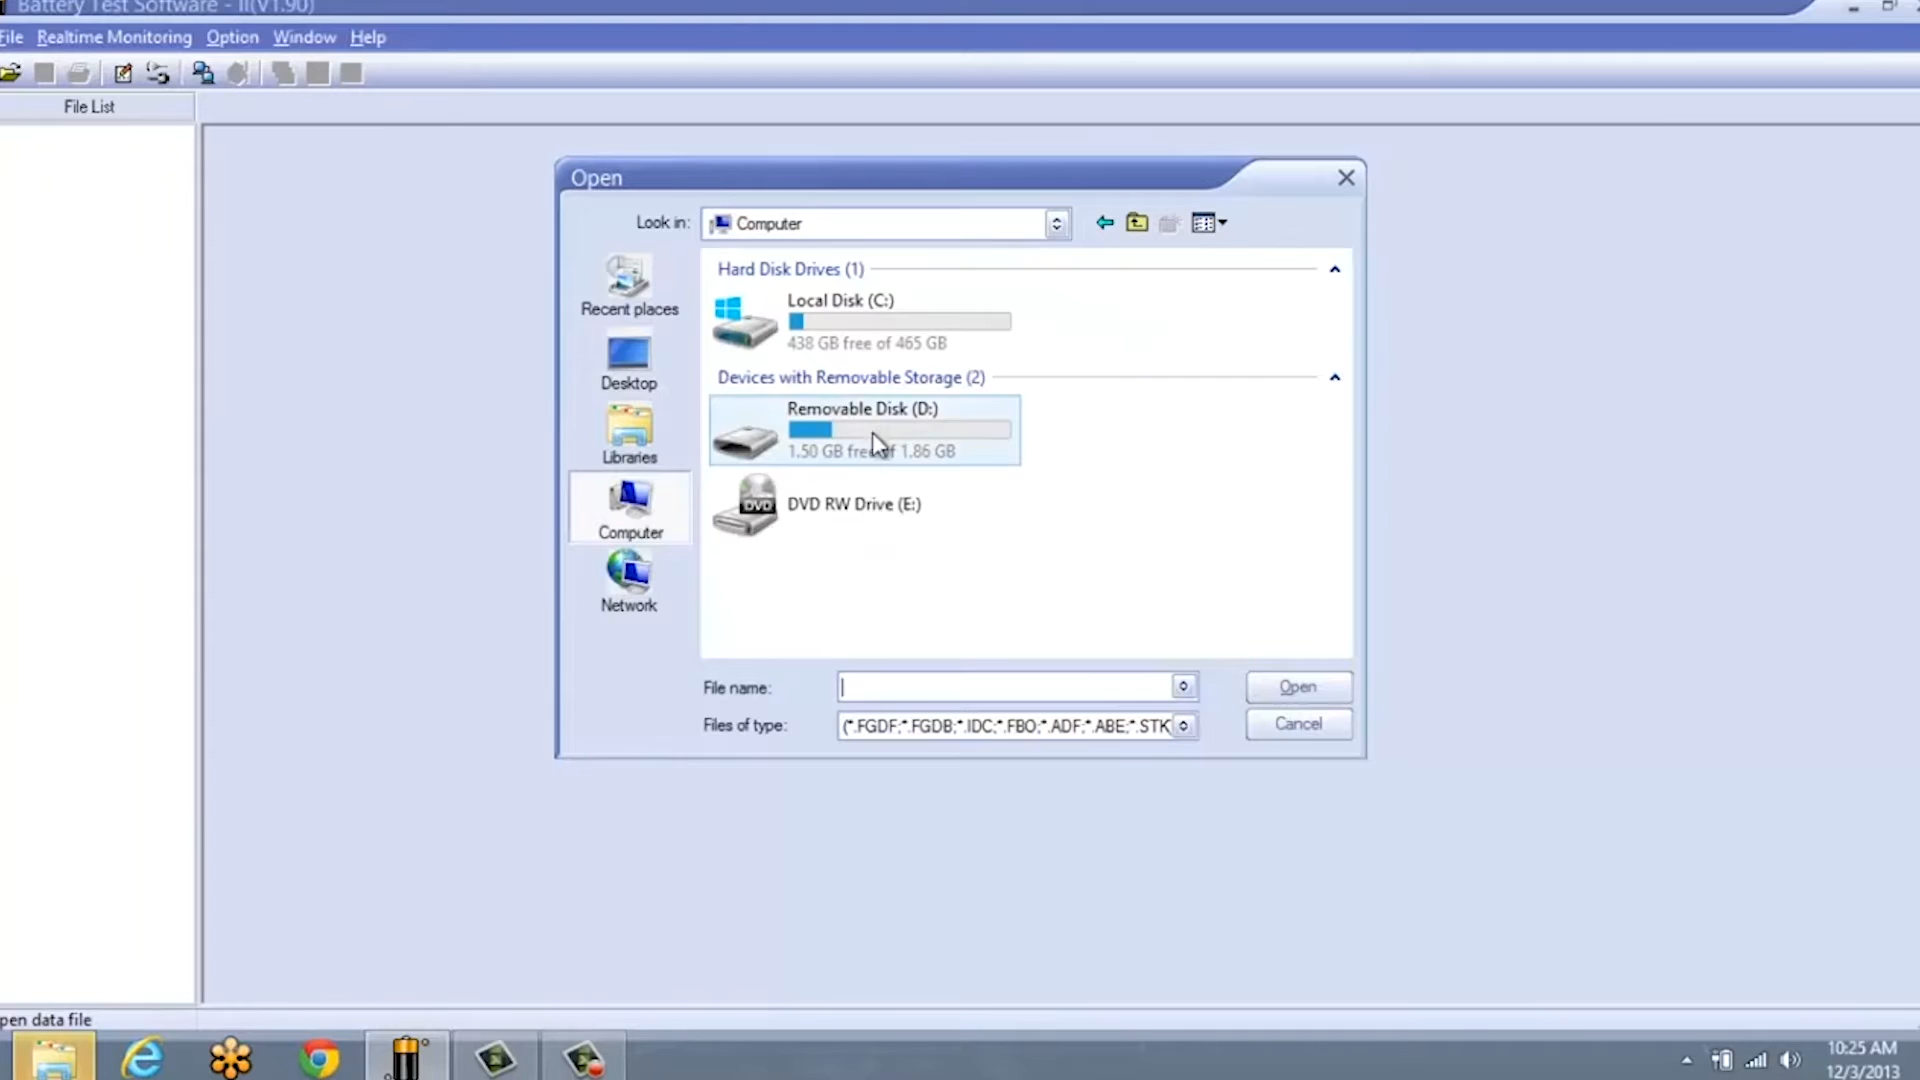 Battery Test Software - II(V1.90)
File Realtime Monitoring Option Window Help
File List
Open
Look in: Computer
Recent places
Desktop
Libraries
Computer
Network
Hard Disk Drives (1)
Local Disk (C:)
438 GB free of 465 GB
Devices with Removable Storage (2)
Removable Disk (D:)
1.50 GB free of 1.86 GB
DVD
DVD RW Drive (E:)
File name:
Open
Files of type: (*.FGDF;*.FGDB;*.IDC;*.FBO;*.ADF;*.ABE;*.STK
Cancel
pen data file
10:25 AM
12/3/2013